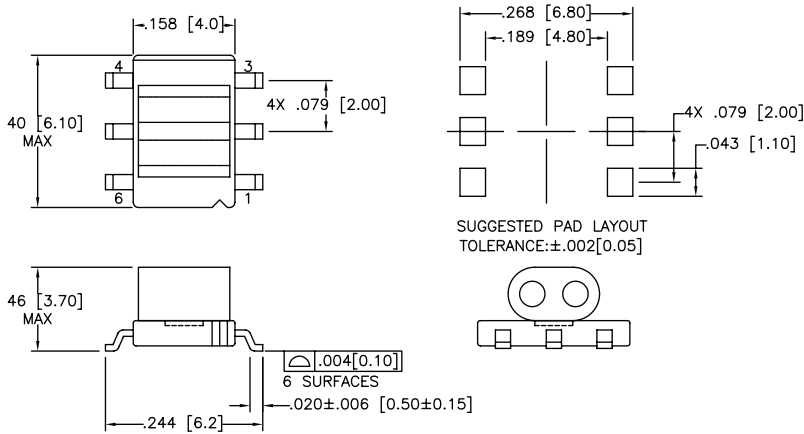 .158 [4.0]
4
3
40 [6.10]
MAX
4X .079 [2.00]
6
1
.268 [6.80]
.189 [4.80]
4X .079 [2.00]
.043 [1.10]
SUGGESTED PAD LAYOUT
TOLERANCE:±.002[0.05]
46 [3.70]
MAX
.004[0.10]
6 SURFACES
.020±.006 [0.50±0.15]
.244 [6.2]